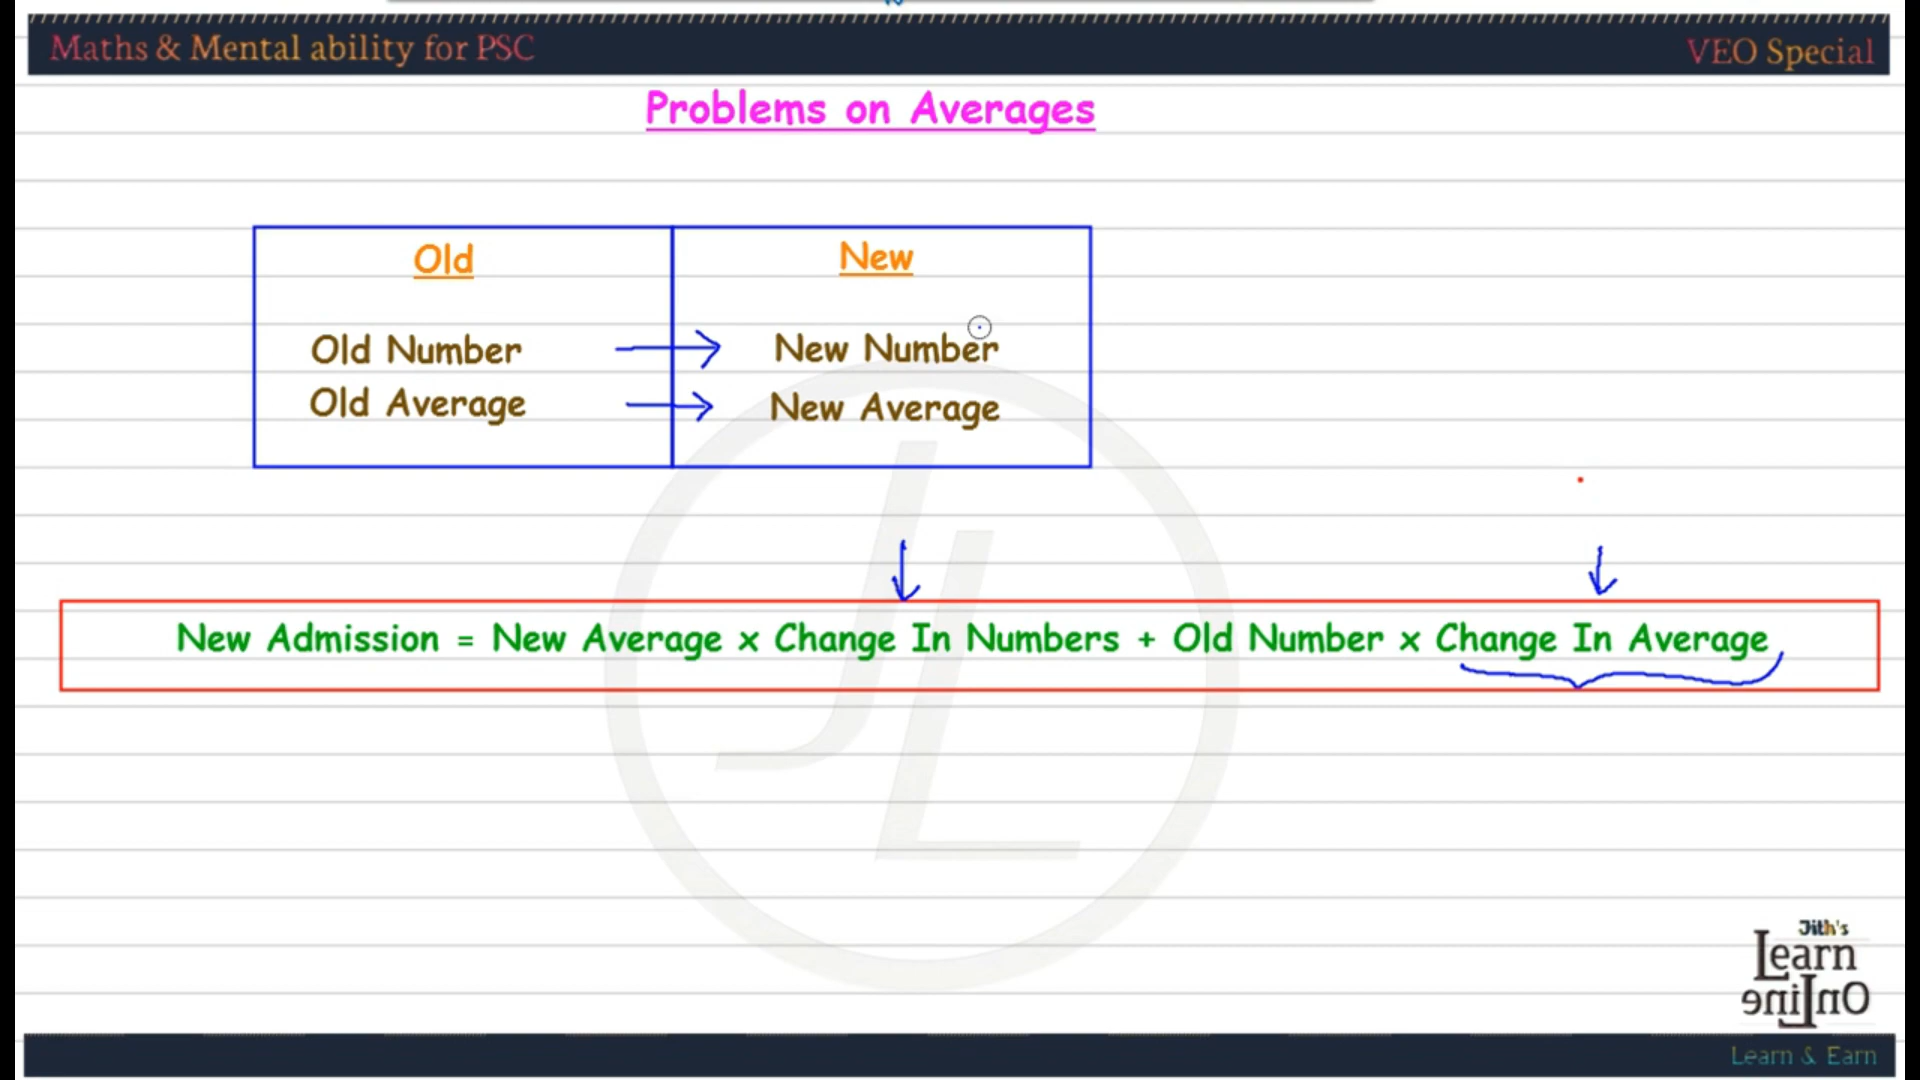 Maths & Mental ability for PSC
VEO Special
Problems on Averages
Old
New
Old Number
New Number
Old Average
New Average
New Admission = New Average x Change In Numbers + Old Number x Change In Average
JL
Jith's
Learn
OnLine
Learn & Earn